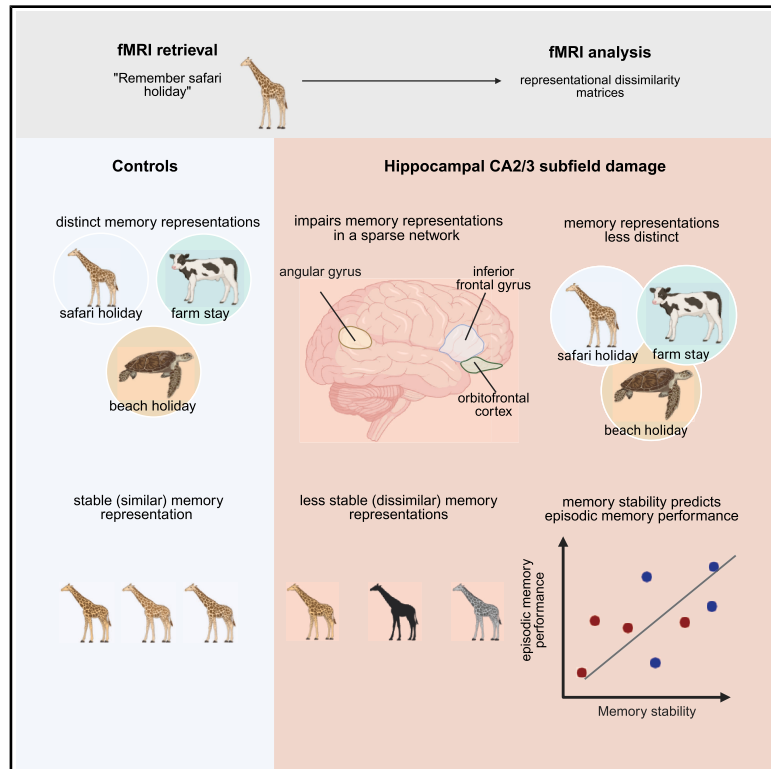 fMRI retrieval
"Remember safari
holiday"
fMRI analysis
representational dissimilarity
matrices
Controls
distinct memory representations
safari holiday
farm stay
beach holiday
stable (similar) memory
representation
Hippocampal CA2/3 subfield damage
impairs memory representations
in a sparse network
angular gyrus
inferior
frontal gyrus
orbitofrontal
cortex
memory representations
less distinct
safari holiday
farm stay
beach holiday
less stable (dissimilar) memory
representations
memory stability predicts
episodic memory performance
episodic memory
performance
Memory stability